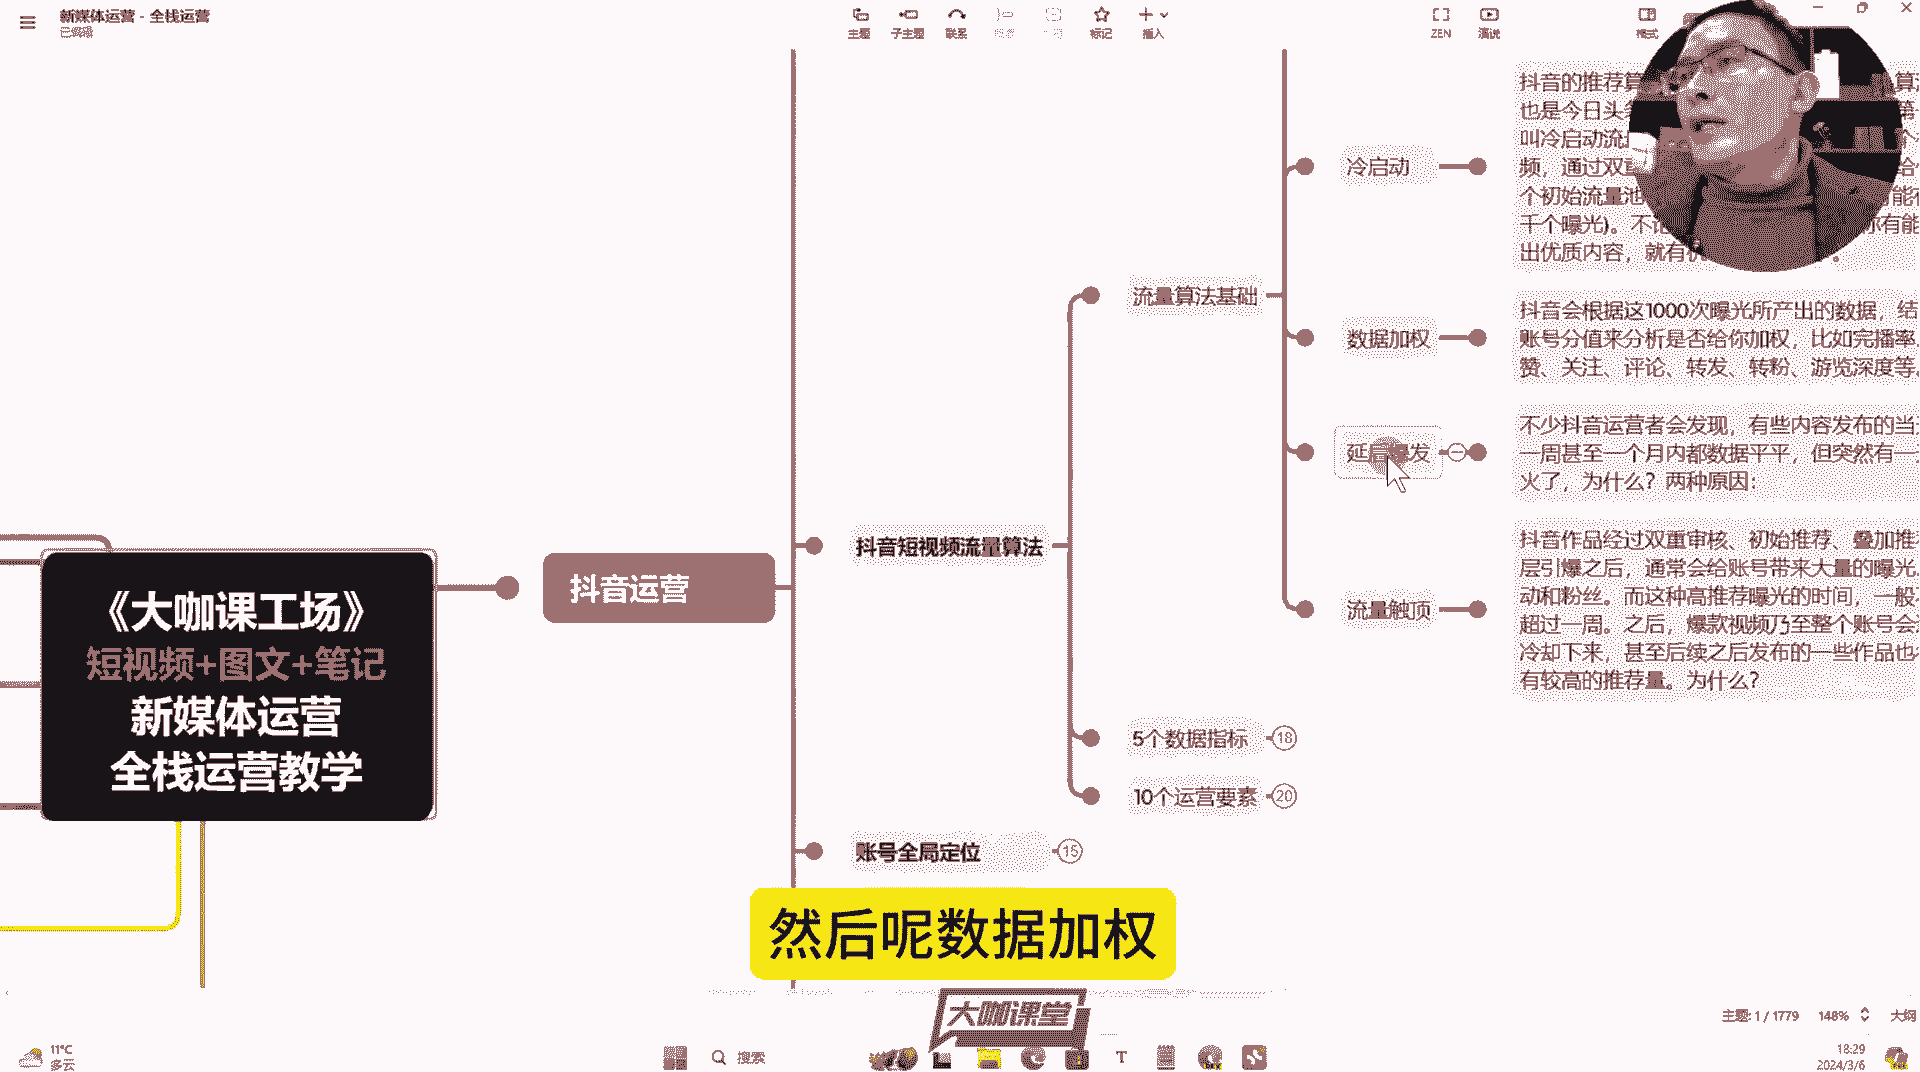 新媒体运营 - 全栈运营
已编辑
主题
子主题
联系
标记
插入
ZEN
演说
格式
抖音的推荐算
也是今日头
叫冷启动流
频，通过双重
个初始流量池
千个曝光)。不论
你有能
出优质内容，就有
冷启动
流量算法基础
抖音会根据这1000次曝光所产出的数据，结
账号分值来分析是否给你加权，比如完播率
赞、关注、评论、转发、转粉、游览深度等
数据加权
不少抖音运营者会发现，有些内容发布的当
一周甚至一个月内都数据平平，但突然有一
火了，为什么？两种原因：
延后爆发
抖音短视频流量算法
抖音作品经过双重审核、初始推荐、叠加推
层引爆之后，通常会给账号带来大量的曝光
动和粉丝。而这种高推荐曝光的时间，一般
超过一周。之后，爆款视频乃至整个账号会
冷却下来，甚至后续之后发布的一些作品也
有较高的推荐量。为什么？
流量触顶
抖音运营
《大咖课工场》
短视频+图文+笔记
新媒体运营
全栈运营教学
5个数据指标
18
10个运营要素
20
账号全局定位
15
然后呢数据加权
大咖课堂
主题: 1 / 1779
148%
大纲
11°C
多云
搜索
18:29
2024/3/6